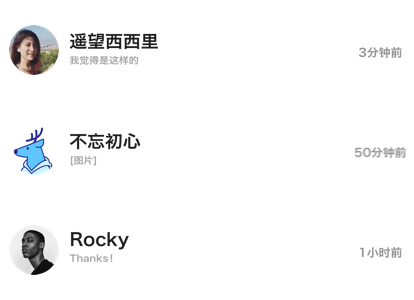 遥望西西里
3分钟前
我觉得是这样的
不忘初心
50分钟前
[图片]
Rocky
1小时前
Thanks!